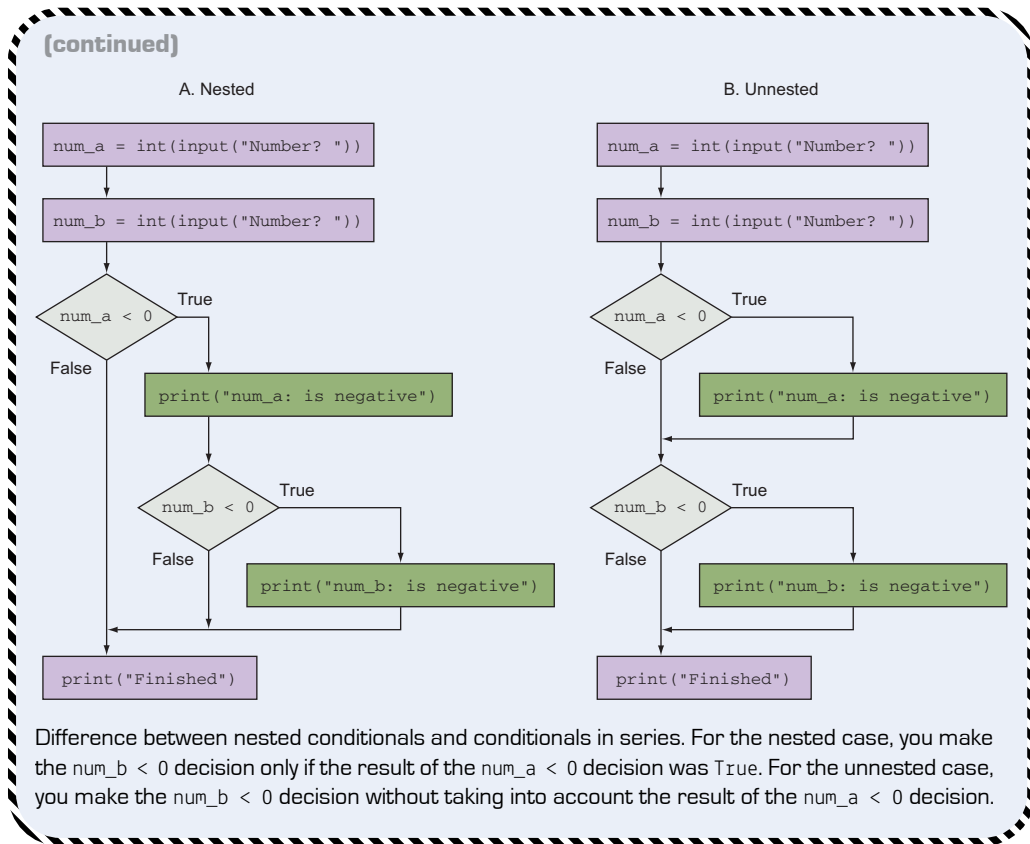 (continued)
A. Nested
num_a = int(input("Number? "))
num_b = int(input("Number? "))
num_a < 0
True
False
print("num_a: is negative")
num_b < 0
True
False
print("num_b: is negative")
print("Finished")
B. Unnested
num_a = int(input("Number? "))
num_b = int(input("Number? "))
num_a < 0
True
False
print("num_a: is negative")
num_b < 0
True
False
print("num_b: is negative")
print("Finished")
Difference between nested conditionals and conditionals in series. For the nested case, you make
the num_b < 0 decision only if the result of the num_a < 0 decision was True. For the unnested case,
you make the num_b < 0 decision without taking into account the result of the num_a < 0 decision.